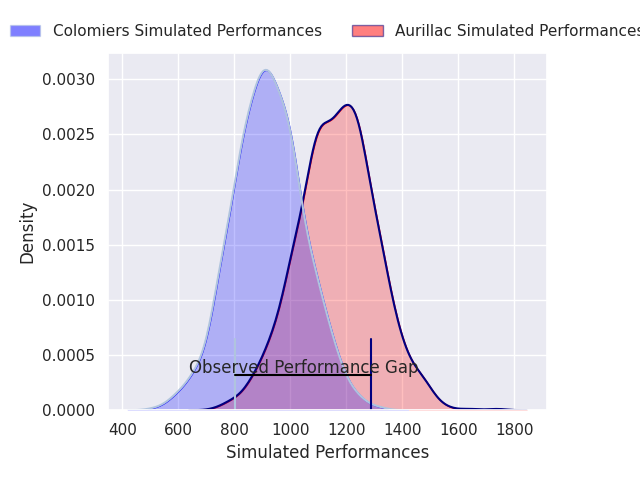 Colomiers Simulated Performances Aurillac Simulated Performances
0.0030
0.0025
0.0020
0.0015
0.0010
0.0005
0.0000
Density
Observed Performance Gap
400 600 800 1000 1200 1400 1600 1800
Simulated Performances